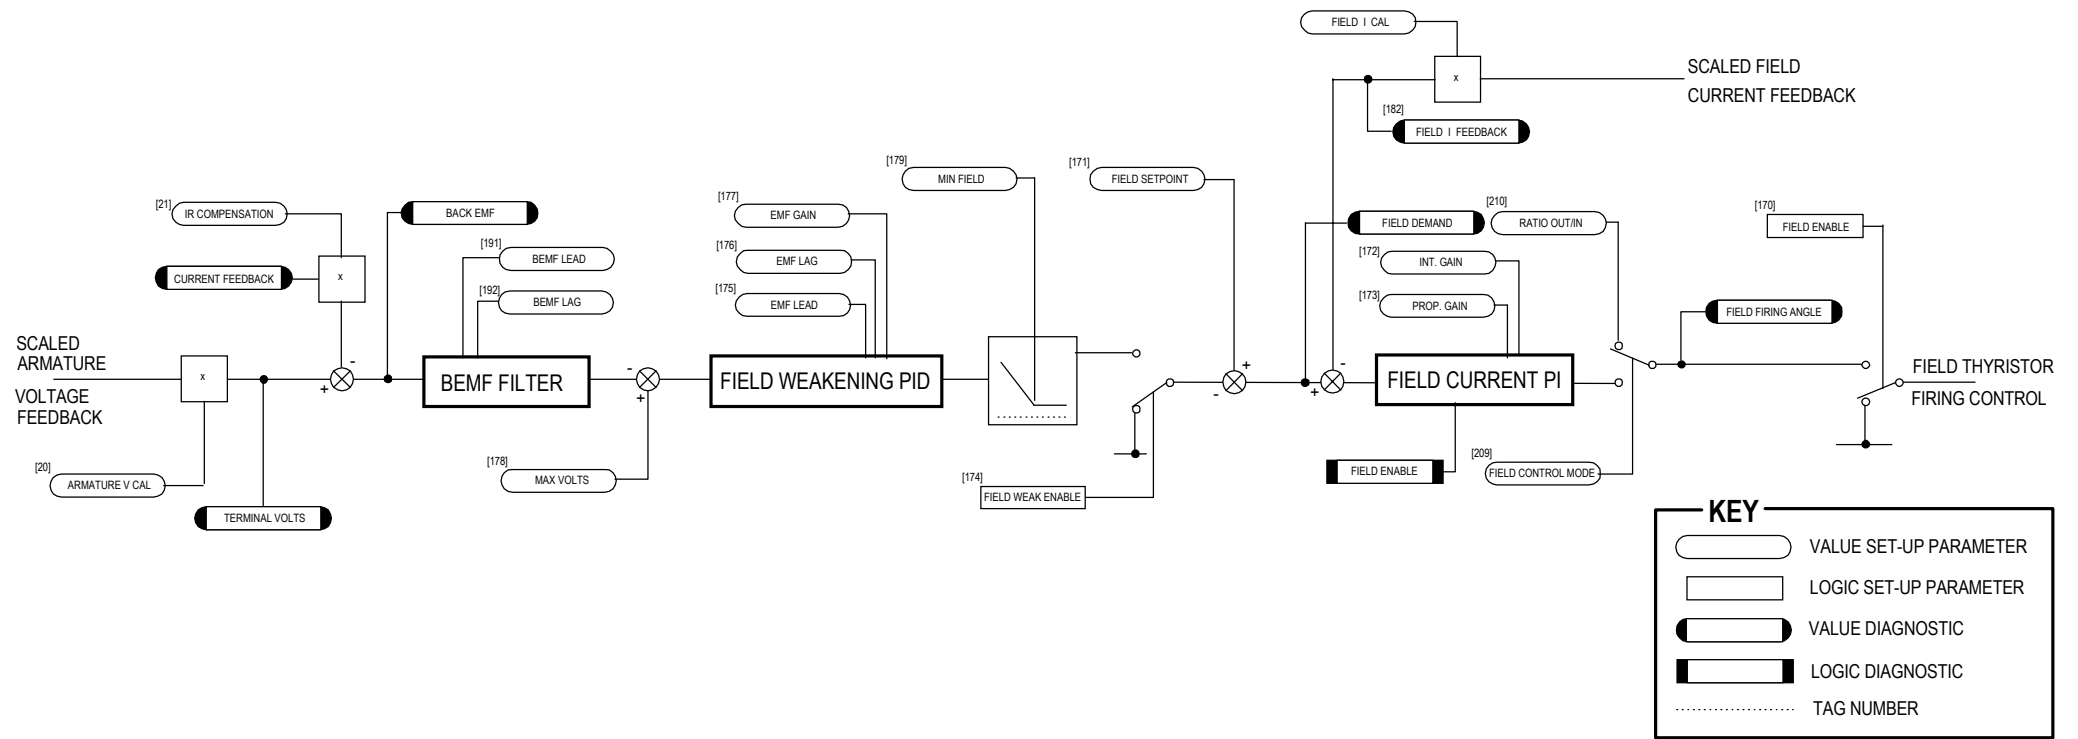 FIELD I CAL
x
SCALED FIELD
CURRENT FEEDBACK
[182]
FIELD I FEEDBACK
[179]
MIN FIELD
[171]
FIELD SETPOINT
[21]
IR COMPENSATION
BACK EMF
[177]
EMF GAIN
[191]
BEMF LEAD
[176]
EMF LAG
[175]
EMF LEAD
CURRENT FEEDBACK
x
[192]
BEMF LAG
FIELD DEMAND
[210]
RATIO OUT/IN
[172]
INT. GAIN
[173]
PROP. GAIN
[170]
FIELD ENABLE
FIELD FIRING ANGLE
SCALED
ARMATURE
VOLTAGE
FEEDBACK
x
-
+
BEMF FILTER
-
+
FIELD WEAKENING PID
+
-
-
+
FIELD CURRENT PI
FIELD THYRISTOR
FIRING CONTROL
[20]
ARMATURE V CAL
TERMINAL VOLTS
[178]
MAX VOLTS
[174]
FIELD WEAK ENABLE
FIELD ENABLE
[209]
FIELD CONTROL MODE
KEY
VALUE SET-UP PARAMETER
LOGIC SET-UP PARAMETER
VALUE DIAGNOSTIC
LOGIC DIAGNOSTIC
TAG NUMBER